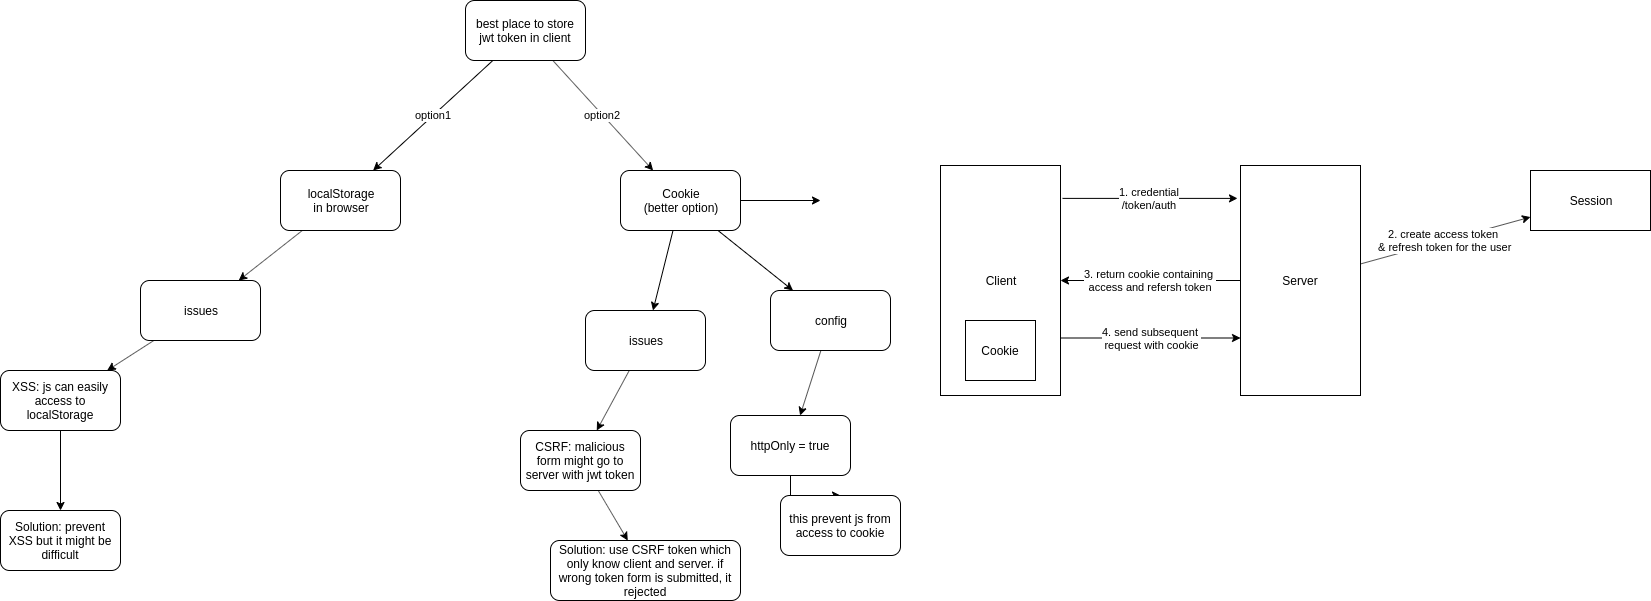 best place to store
jwt token in client
option1
option2
localStorage
in browser
Cookie
(better option)
issues
XSS: js can easily
access to
localStorage
Solution: prevent
XSS but it might be
difficult
issues
config
CSRF: malicious
form might go to
server with jwt token
httpOnly = true
this prevent js from
access to cookie
Solution: use CSRF token which
only know client and server. if
wrong token form is submitted, it
rejected
Client
Cookie
1. credential
/token/auth
3. return cookie containing
access and refersh token
4. send subsequent
request with cookie
Server
2. create access token
& refresh token for the user
Session